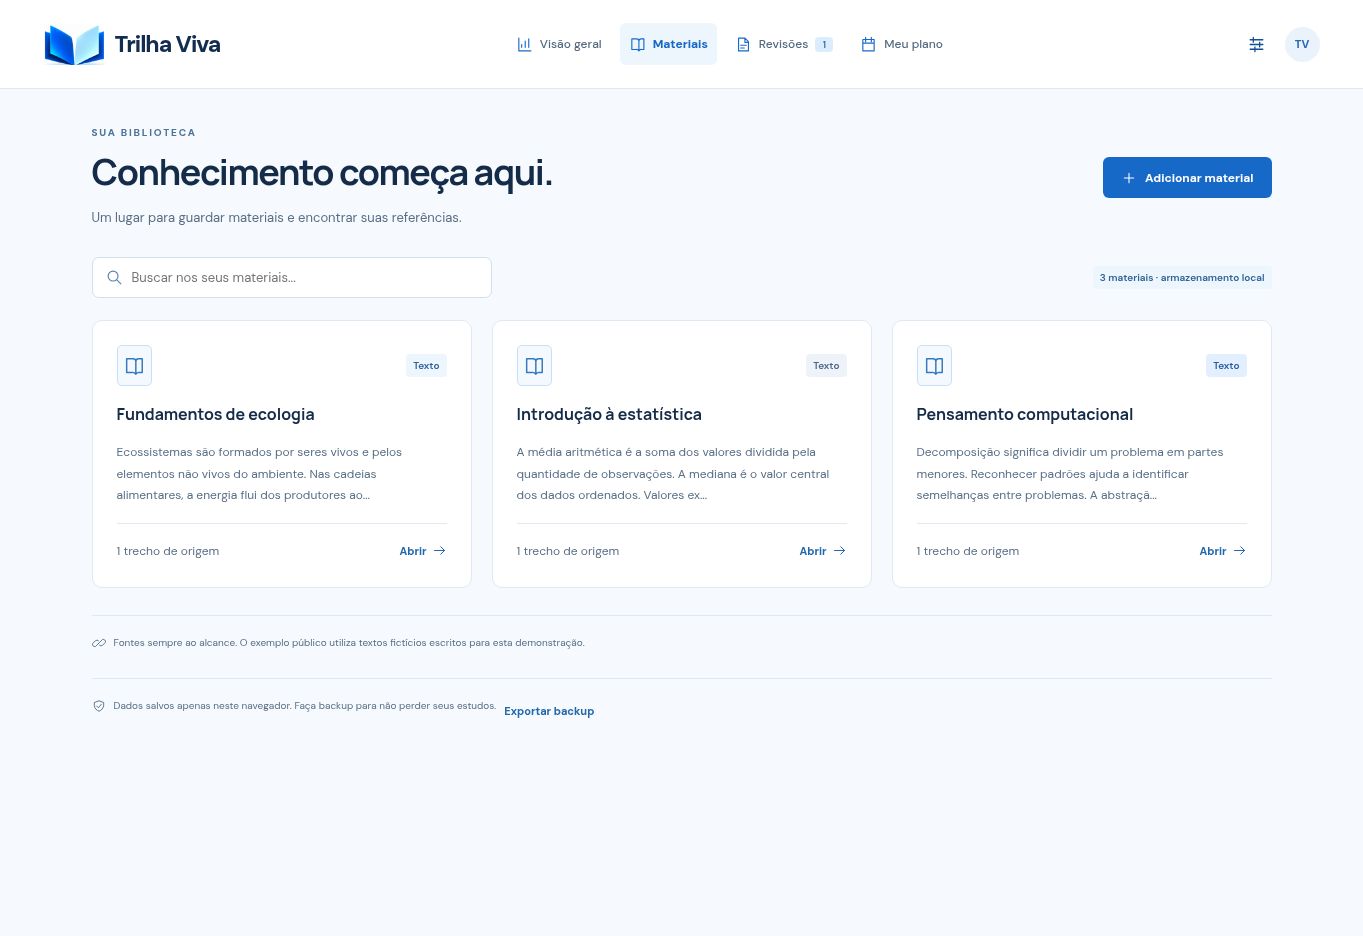 Trilha Viva
Visão geral
Materiais
Revisões 1
Meu plano
TV
SUA BIBLIOTECA
Conhecimento começa aqui.
Um lugar para guardar materiais e encontrar suas referências.
Adicionar material
Buscar nos seus materiais...
3 materiais · armazenamento local
Texto
Fundamentos de ecologia
Ecossistemas são formados por seres vivos e pelos
elementos não vivos do ambiente. Nas cadeias
alimentares, a energia flui dos produtores ao...
1 trecho de origem
Abrir
Texto
Introdução à estatística
A média aritmética é a soma dos valores dividida pela
quantidade de observações. A mediana é o valor central
dos dados ordenados. Valores ex...
1 trecho de origem
Abrir
Texto
Pensamento computacional
Decomposição significa dividir um problema em partes
menores. Reconhecer padrões ajuda a identificar
semelhanças entre problemas. A abstraçã...
1 trecho de origem
Abrir
Fontes sempre ao alcance. O exemplo público utiliza textos fictícios escritos para esta demonstração.
Dados salvos apenas neste navegador. Faça backup para não perder seus estudos.
Exportar backup